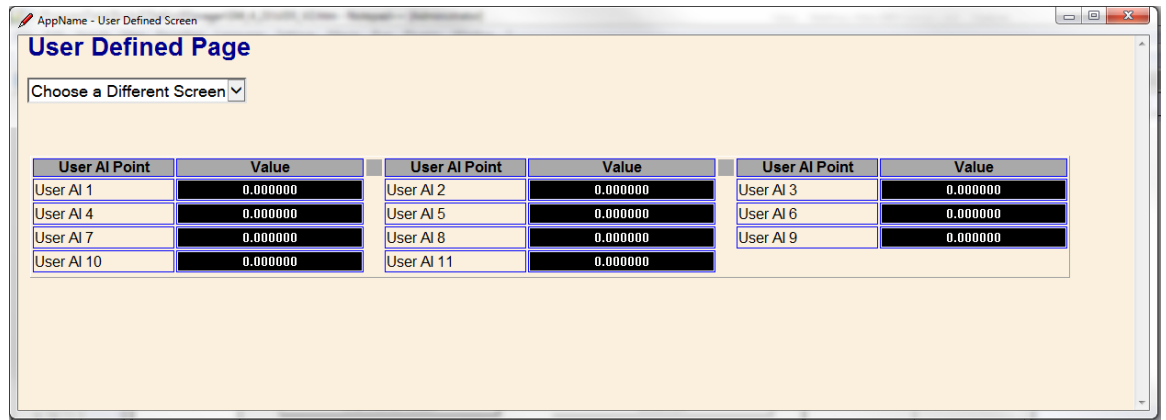 AppName - User Defined Screen
User Defined Page
Choose a Different Screen
User AI Point Value User AI Point Value User AI Point Value
User AI 1 0.000000 User AI 2 0.000000 User AI 3 0.000000
User AI 4 0.000000 User AI 5 0.000000 User AI 6 0.000000
User AI 7 0.000000 User AI 8 0.000000 User AI 9 0.000000
User AI 10 0.000000 User AI 11 0.000000